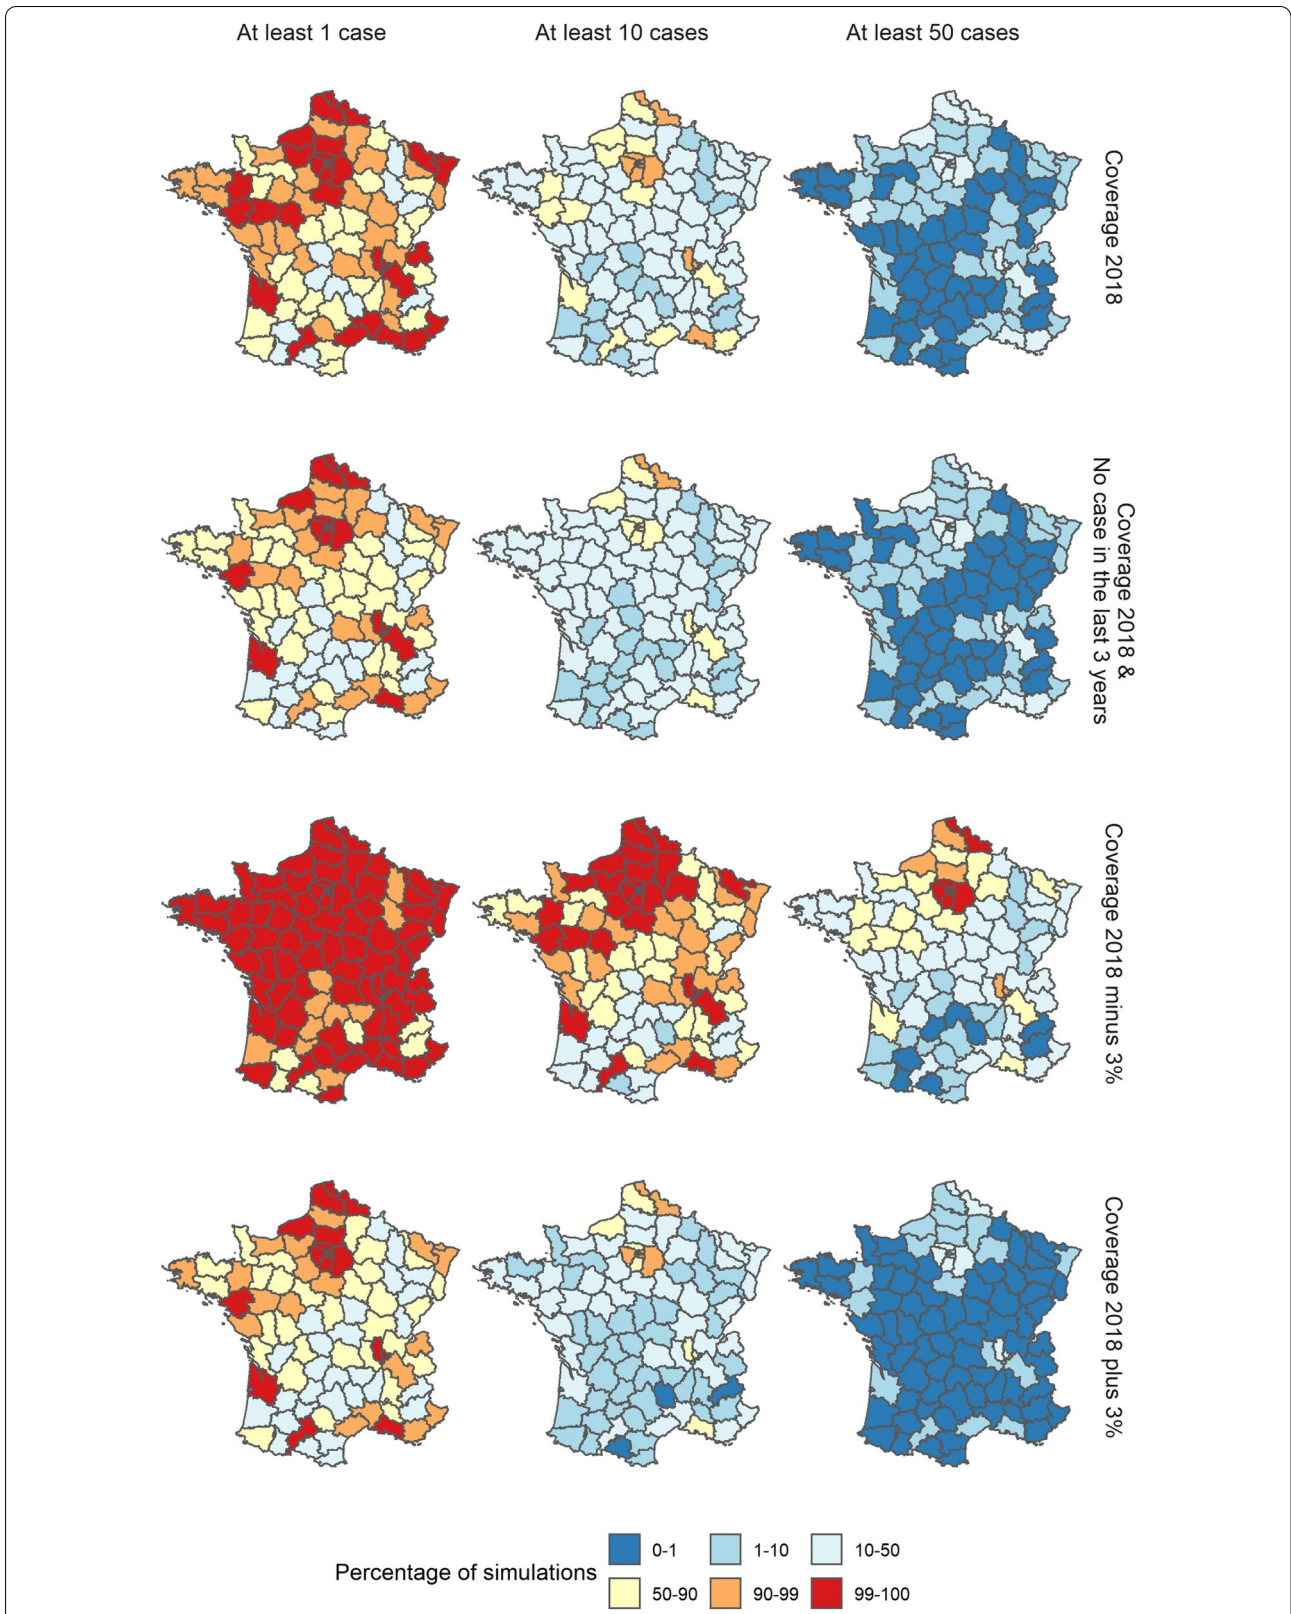 At least 1 case
At least 10 cases
At least 50 cases
Coverage 2018
Coverage 2018 &
No case in the last 3 years
Coverage 2018 minus 3%
Coverage 2018 plus 3%
Percentage of simulations
0-1
1-10
10-50
50-90
90-99
99-100